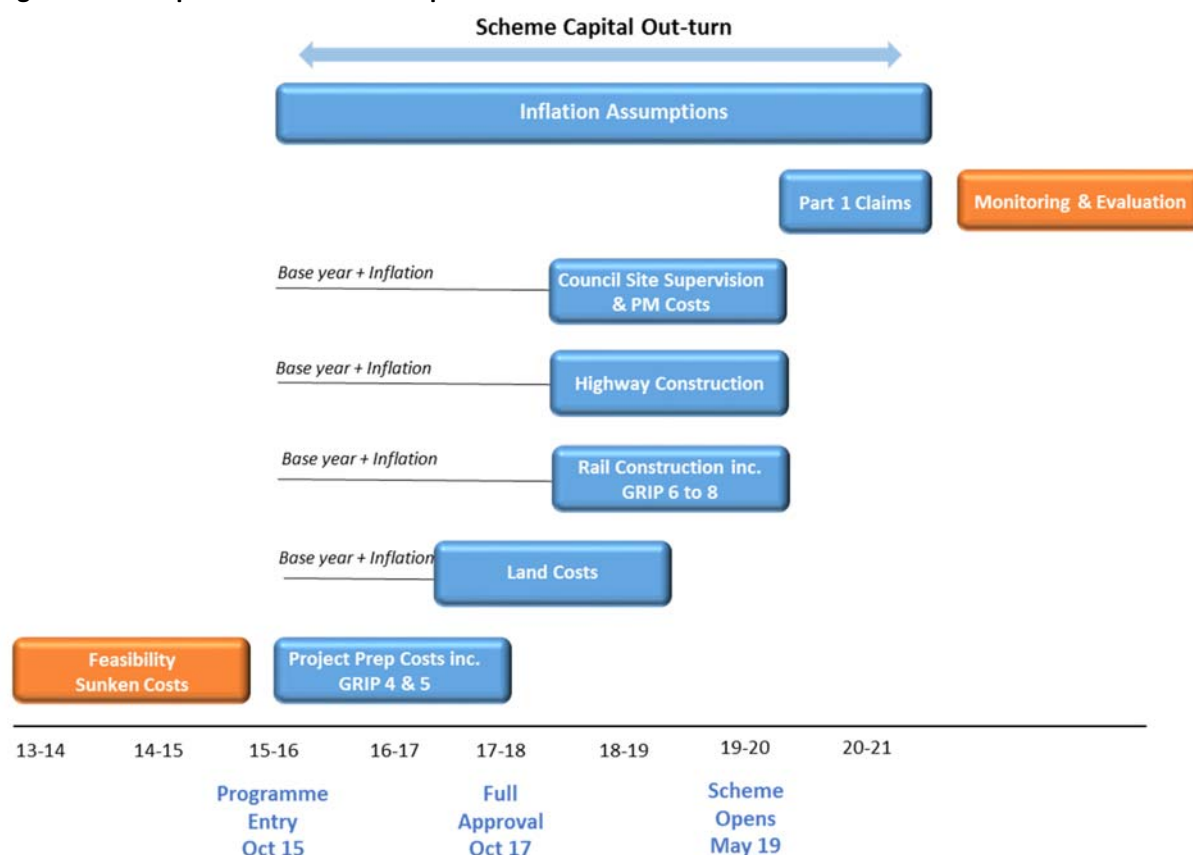 Scheme Capital Out-turn
Inflation Assumptions
Part 1 Claims
Monitoring & Evaluation
Base year + Inflation
Council Site Supervision
& PM Costs
Base year + Inflation
Highway Construction
Base year + Inflation
Rail Construction inc.
GRIP 6 to 8
Base year + Inflation
Land Costs
Feasibility
Sunken Costs
Project Prep Costs inc.
GRIP 4 & 5
13-14 14-15 15-16 16-17 17-18 18-19 19-20 20-21
Programme
Entry
Oct 15
Full
Approval
Oct 17
Scheme
Opens
May 19